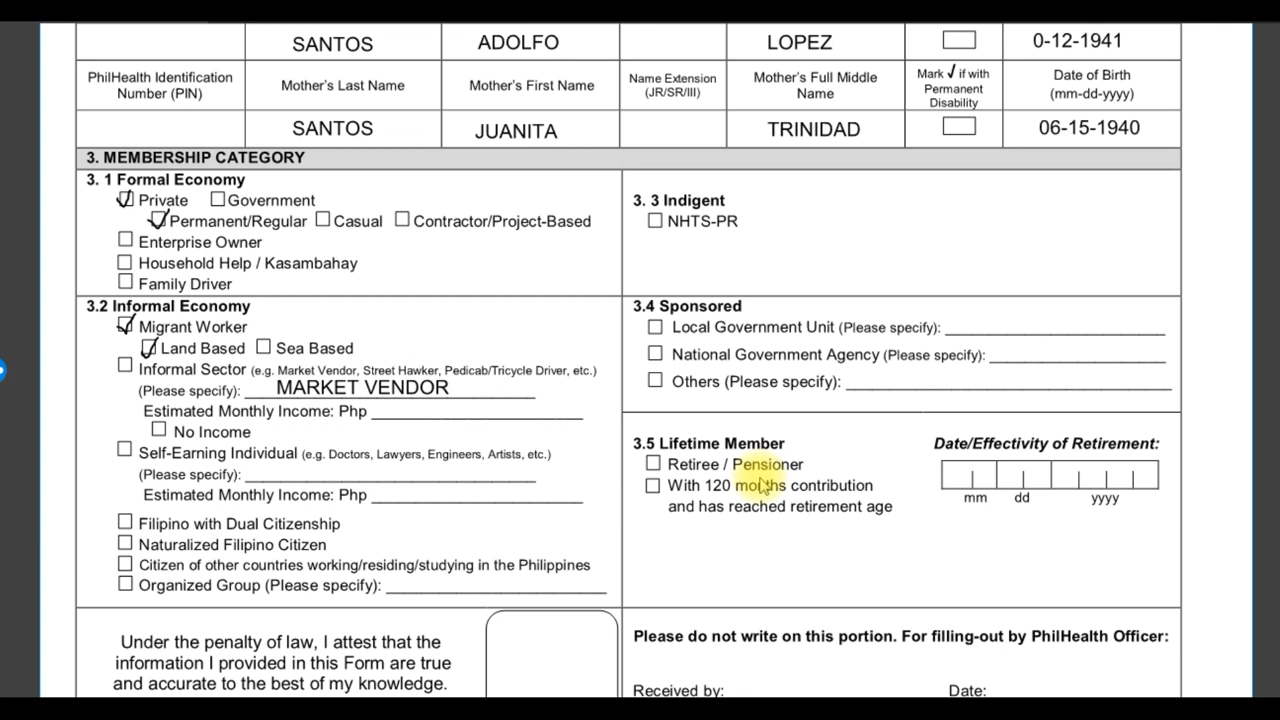 SANTOS ADOLFO LOPEZ 0-12-1941
PhilHealth Identification Number (PIN) Mother's Last Name Mother's First Name Name Extension (JR/SR/III) Mother's Full Middle Name Mark ✓ if with Permanent Disability Date of Birth (mm-dd-yyyy)
SANTOS JUANITA TRINIDAD 06-15-1940
3. MEMBERSHIP CATEGORY
3. 1 Formal Economy
Private Government
Permanent/Regular Casual Contractor/Project-Based
Enterprise Owner
Household Help / Kasambahay
Family Driver
3. 3 Indigent
NHTS-PR
3.2 Informal Economy
Migrant Worker
Land Based Sea Based
Informal Sector (e.g. Market Vendor, Street Hawker, Pedicab/Tricycle Driver, etc.)
(Please specify): MARKET VENDOR
Estimated Monthly Income: Php
No Income
Self-Earning Individual (e.g. Doctors, Lawyers, Engineers, Artists, etc.)
(Please specify):
Estimated Monthly Income: Php
Filipino with Dual Citizenship
Naturalized Filipino Citizen
Citizen of other countries working/residing/studying in the Philippines
Organized Group (Please specify):
3.4 Sponsored
Local Government Unit (Please specify):
National Government Agency (Please specify):
Others (Please specify):
3.5 Lifetime Member Date/Effectivity of Retirement:
Retiree / Pensioner
With 120 months contribution
and has reached retirement age
mm dd yyyy
Under the penalty of law, I attest that the
information I provided in this Form are true
and accurate to the best of my knowledge.
Please do not write on this portion. For filling-out by PhilHealth Officer:
Received by: Date: